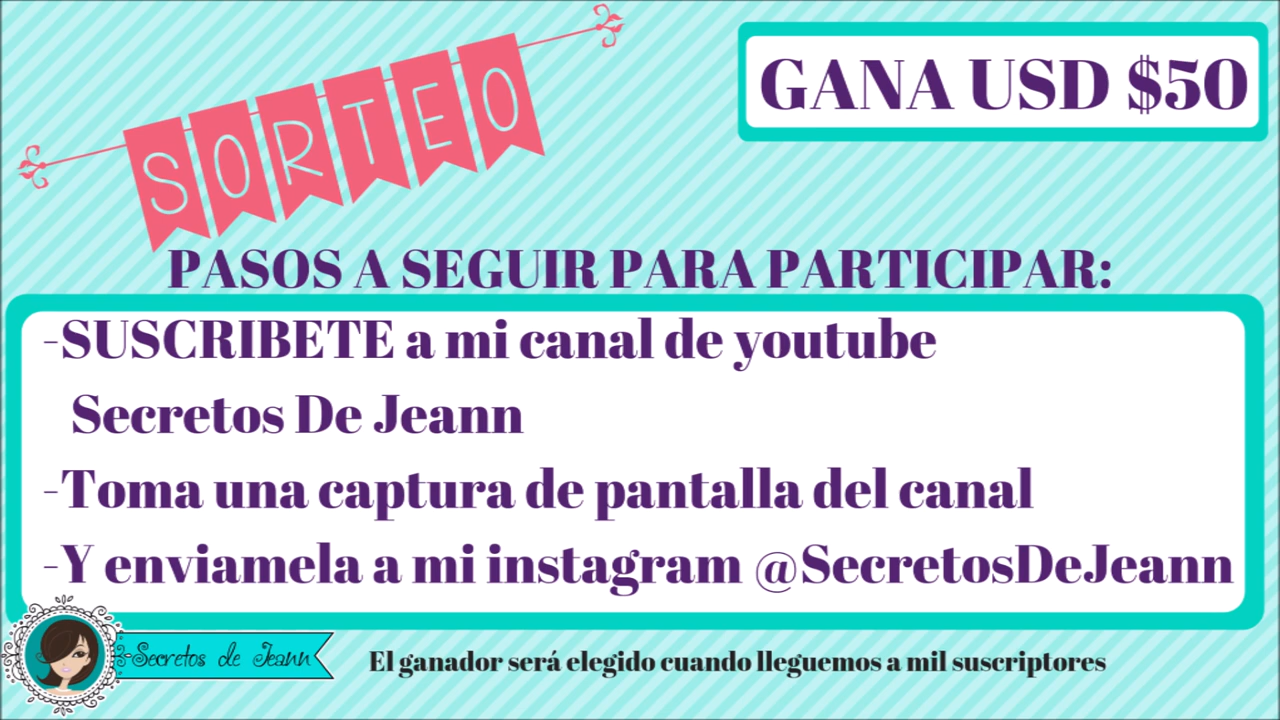 SORTEO
GANA USD $50
PASOS A SEGUIR PARA PARTICIPAR:
-SUSCRIBETE a mi canal de youtube
Secretos De Jeann
-Toma una captura de pantalla del canal
-Y enviamela a mi instagram @SecretosDeJeann
-Secretos de Jeann
El ganador será elegido cuando lleguemos a mil suscriptores